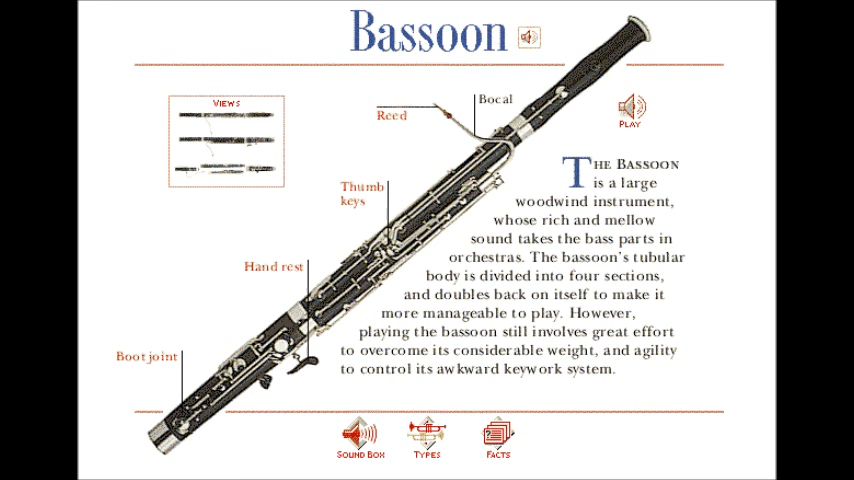 Bassoon
VIEWS
Reed
Bocal
PLAY
Thumb
keys
Hand rest
Boot joint
THE BASSOON
is a large
woodwind instrument,
whose rich and mellow
sound takes the bass parts in
orchestras. The bassoon's tubular
body is divided into four sections,
and doubles back on itself to make it
more manageable to play. However,
playing the bassoon still involves great effort
to overcome its considerable weight, and agility
to control its awkward keywork system.
SOUND BOX
TYPES
FACTS